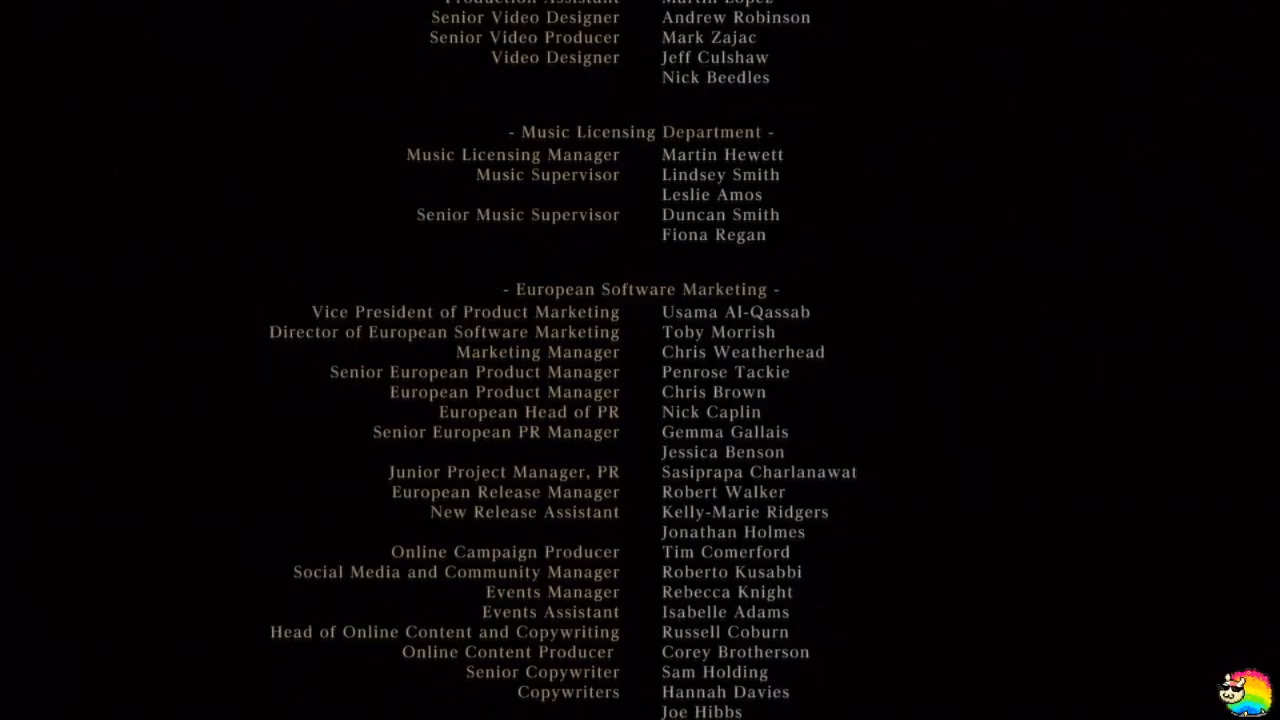 Production Assistant Martin Lopez
Senior Video Designer Andrew Robinson
Senior Video Producer Mark Zajac
Video Designer Jeff Culshaw
Nick Beedles
- Music Licensing Department -
Music Licensing Manager Martin Hewett
Music Supervisor Lindsey Smith
Leslie Amos
Senior Music Supervisor Duncan Smith
Fiona Regan
- European Software Marketing -
Vice President of Product Marketing Usama Al-Qassab
Director of European Software Marketing Toby Morrish
Marketing Manager Chris Weatherhead
Senior European Product Manager Penrose Tackie
European Product Manager Chris Brown
European Head of PR Nick Caplin
Senior European PR Manager Gemma Gallais
Jessica Benson
Junior Project Manager, PR Sasiprapa Charlanawat
European Release Manager Robert Walker
New Release Assistant Kelly-Marie Ridgers
Jonathan Holmes
Online Campaign Producer Tim Comerford
Social Media and Community Manager Roberto Kusabbi
Events Manager Rebecca Knight
Events Assistant Isabelle Adams
Head of Online Content and Copywriting Russell Coburn
Online Content Producer Corey Brotherson
Senior Copywriter Sam Holding
Copywriters Hannah Davies
Joe Hibbs